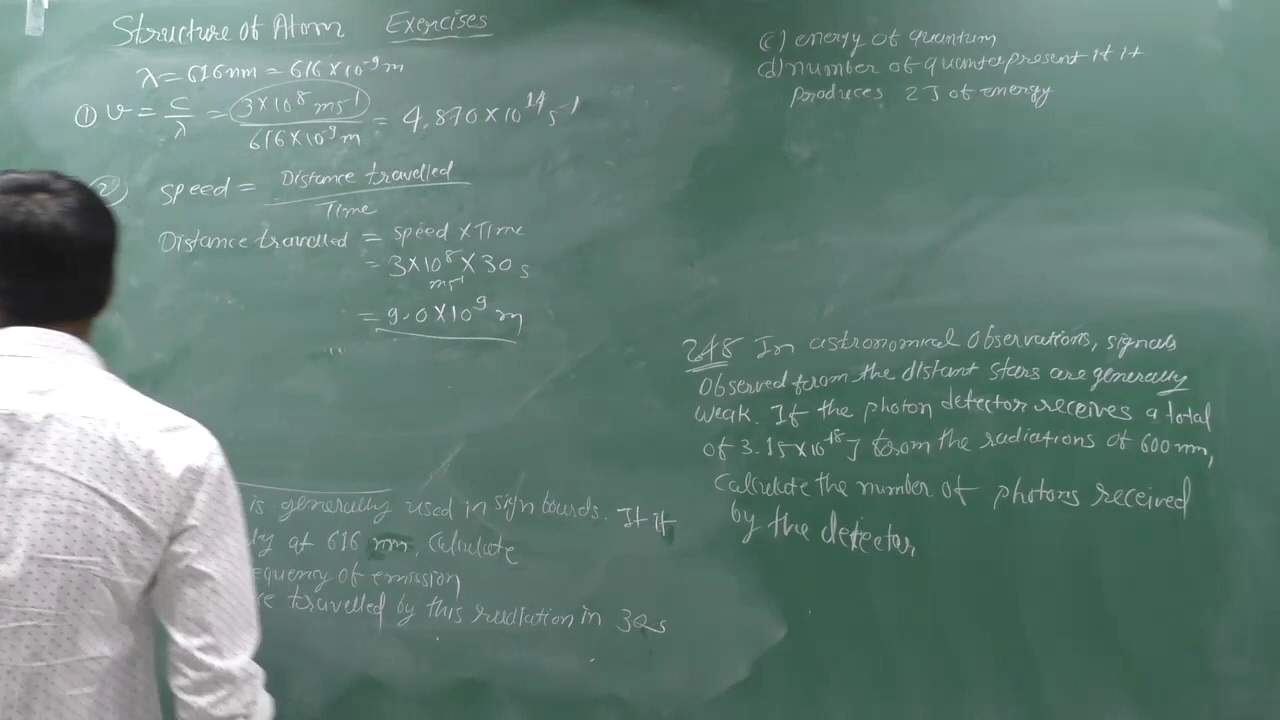 Structure of Atom Exercises
λ = 616 nm = 616 × 10⁻⁹ m
① υ = c/λ = 3×10⁸ ms⁻¹ / 616×10⁻⁹ m = 4.870 × 10¹⁴ s⁻¹
② speed = Distance travelled / Time
Distance travelled = speed × Time
= 3×10⁸ × 30 s
ms⁻¹
= 9.0×10⁹ m
is generally used in sign boards. If it
at 616 nm Calculate
of emission
travelled by this radiation in 30s
(c) energy of quantum
(d) number of quanta present if it
produces 2J of energy
2.48 In astronomical observations, signals
observed from the distant stars are generally
weak. If the photon detector receives a total
of 3.15×10⁻¹⁸ J from the radiations of 600 nm,
Calculate the number of photons received
by the detector